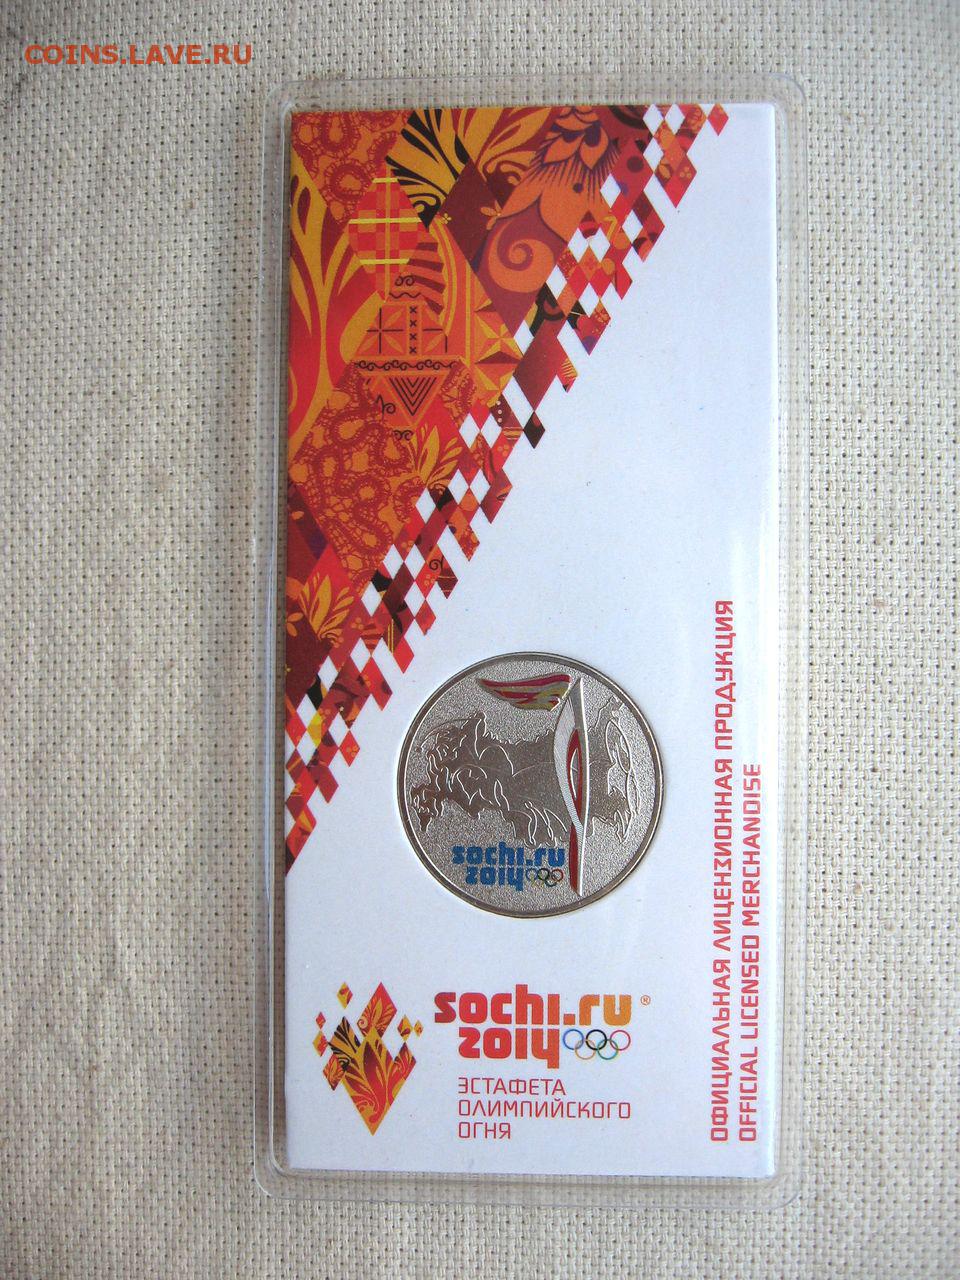 COINS.LAVE.RU
sochi.ru
2014
sochi.ru®
2014
ЭСТАФЕТА
ОЛИМПИЙСКОГО
ОГНЯ
ОФИЦИАЛЬНАЯ ЛИЦЕНЗИОННАЯ ПРОДУКЦИЯ
OFFICIAL LICENSED MERCHANDISE